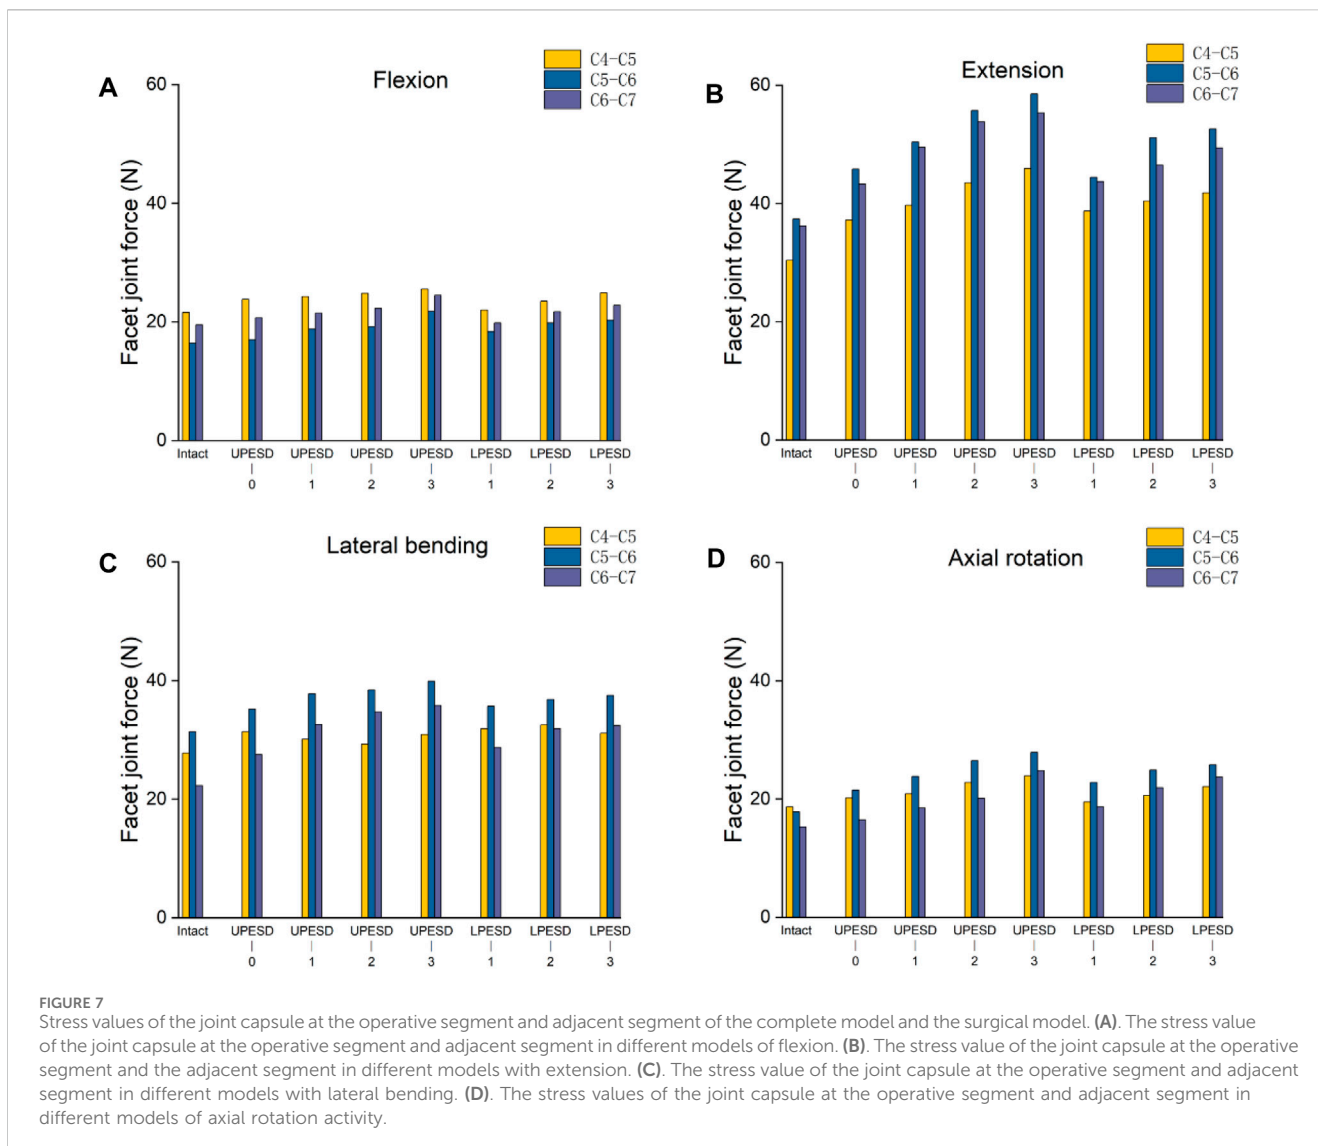 A
Flexion
C4-C5
C5-C6
C6-C7
Facet joint force (N)
60
40
20
0
Intact UPESD UPESD UPESD UPESD LPESD LPESD LPESD
| | | | | | |
0 1 2 3 1 2 3
B
Extension
C4-C5
C5-C6
C6-C7
Facet joint force (N)
60
40
20
0
Intact UPESD UPESD UPESD UPESD LPESD LPESD LPESD
| | | | | | |
0 1 2 3 1 2 3
C
Lateral bending
C4-C5
C5-C6
C6-C7
Facet joint force (N)
60
40
20
0
Intact UPESD UPESD UPESD UPESD LPESD LPESD LPESD
| | | | | | |
0 1 2 3 1 2 3
D
Axial rotation
C4-C5
C5-C6
C6-C7
Facet joint force (N)
60
40
20
0
Intact UPESD UPESD UPESD UPESD LPESD LPESD LPESD
| | | | | | |
0 1 2 3 1 2 3
FIGURE 7
Stress values of the joint capsule at the operative segment and adjacent segment of the complete model and the surgical model. (A). The stress value
of the joint capsule at the operative segment and adjacent segment in different models of flexion. (B). The stress value of the joint capsule at the operative
segment and the adjacent segment in different models with extension. (C). The stress value of the joint capsule at the operative segment and adjacent
segment in different models with lateral bending. (D). The stress values of the joint capsule at the operative segment and adjacent segment in
different models of axial rotation activity.